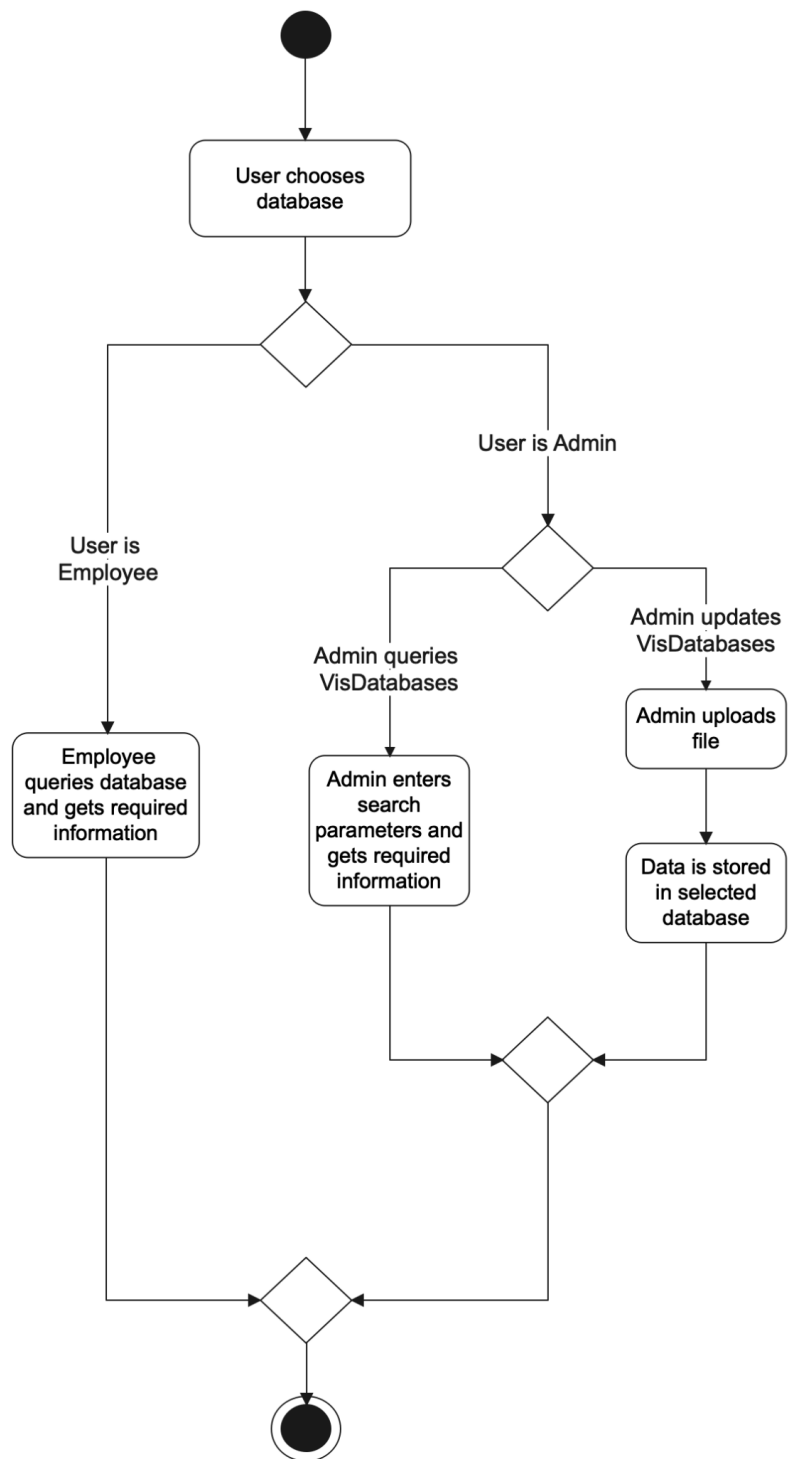 User chooses
database
User is Admin
User is
Employee
Admin queries
VisDatabases
Admin updates
VisDatabases
Admin uploads
file
Employee
queries database
and gets required
information
Admin enters
search
parameters and
gets required
information
Data is stored
in selected
database